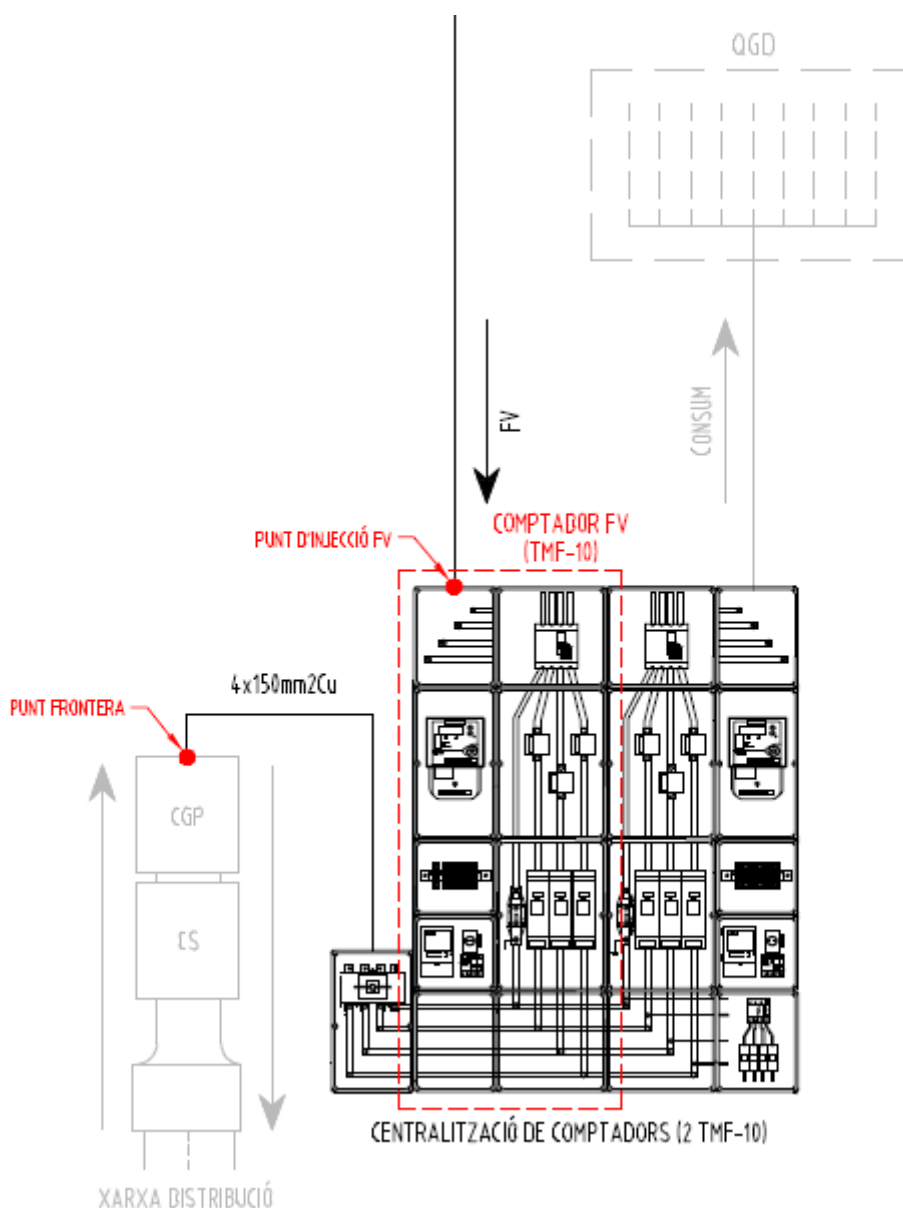 QGD
FV
CONSUM
COMPTADOR FV
(TMF-10)
PUNT D'INJECCIÓ FV
4x150mm2Cu
PUNT FRONTERA
CGP
CS
CENTRALITZACIÓ DE COMPTADORS (2 TMF-10)
XARXA DISTRIBUCIÓ